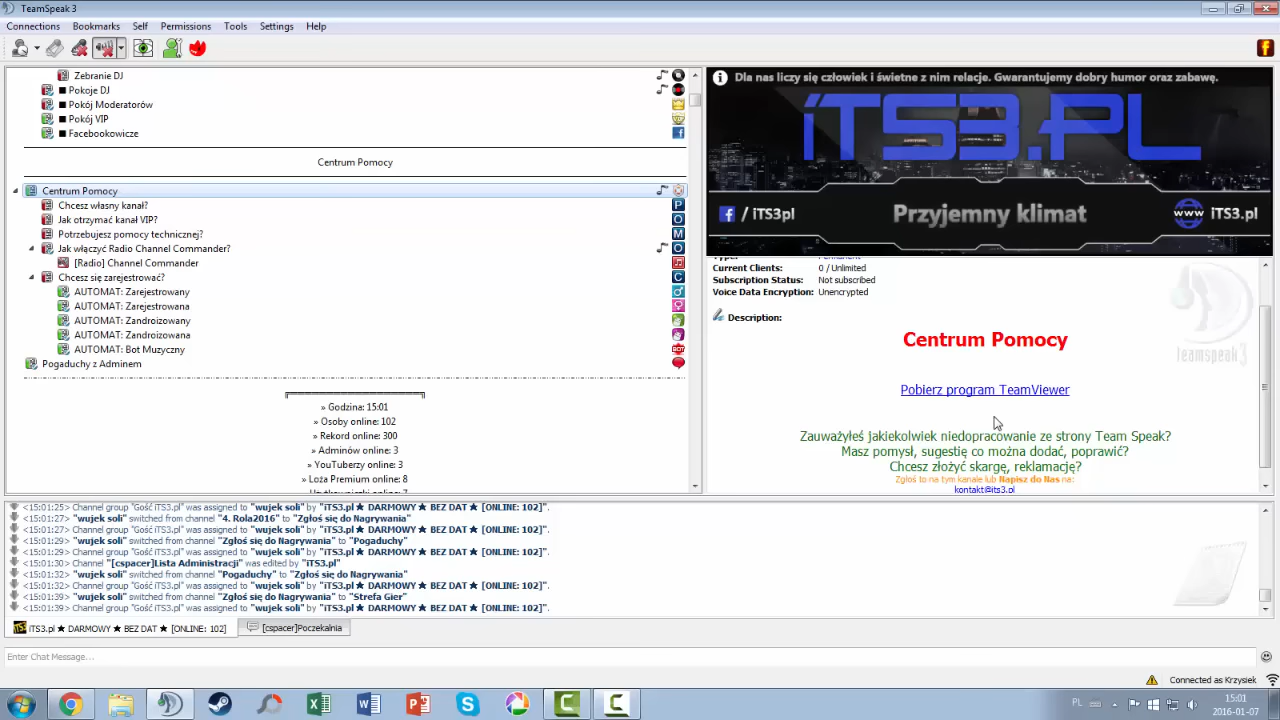 TeamSpeak 3
Connections Bookmarks Self Permissions Tools Settings Help
Zebranie DJ
■ Pokoje DJ
■ Pokój Moderatorów
■ Pokój VIP
■ Facebookowicze
Centrum Pomocy
Centrum Pomocy
Chcesz własny kanał?
Jak otrzymać kanał VIP?
Potrzebujesz pomocy technicznej?
Jak włączyć Radio Channel Commander?
[Radio] Channel Commander
Chcesz się zarejestrować?
AUTOMAT: Zarejestrowany
AUTOMAT: Zarejestrowana
AUTOMAT: Zandroizowany
AUTOMAT: Zandroizowana
AUTOMAT: Bot Muzyczny
Pogaduchy z Adminem
» Godzina: 15:01
» Osoby online: 102
» Rekord online: 300
» Adminów online: 3
» YouTuberzy online: 3
» Loża Premium online: 8
Dla nas liczy się człowiek i świetne z nim relacje. Gwarantujemy dobry humor oraz zabawę.
iTS3.PL
/ iTS3pl
Przyjemny klimat
www iTS3.pl
Current Clients: 0 / Unlimited
Subscription Status: Not subscribed
Voice Data Encryption: Unencrypted
Description:
teamspeak3
Centrum Pomocy
Pobierz program TeamViewer
Zauważyłeś jakiekolwiek niedopracowanie ze strony Team Speak?
Masz pomysł, sugestię co można dodać, poprawić?
Chcesz złożyć skargę, reklamację?
Zgłoś to na tym kanale lub Napisz do Nas na:
kontakt@its3.pl
<15:01:25> Channel group "Gość iTS3.pl" was assigned to "wujek soli" by "iTS3.pl ★ DARMOWY ★ BEZ DAT ★ [ONLINE: 102]".
<15:01:27> "wujek soli" switched from channel "4. Rola2016" to "Zgłoś się do Nagrywania"
<15:01:27> Channel group "Gość iTS3.pl" was assigned to "wujek soli" by "iTS3.pl ★ DARMOWY ★ BEZ DAT ★ [ONLINE: 102]".
<15:01:29> "wujek soli" switched from channel "Zgłoś się do Nagrywania" to "Pogaduchy"
<15:01:29> Channel group "Gość iTS3.pl" was assigned to "wujek soli" by "iTS3.pl ★ DARMOWY ★ BEZ DAT ★ [ONLINE: 102]".
<15:01:30> Channel "[cspacer]Lista Administracji" was edited by "iTS3.pl"
<15:01:32> "wujek soli" switched from channel "Pogaduchy" to "Zgłoś się do Nagrywania"
<15:01:32> Channel group "Gość iTS3.pl" was assigned to "wujek soli" by "iTS3.pl ★ DARMOWY ★ BEZ DAT ★ [ONLINE: 102]".
<15:01:39> "wujek soli" switched from channel "Zgłoś się do Nagrywania" to "Strefa Gier"
<15:01:39> Channel group "Gość iTS3.pl" was assigned to "wujek soli" by "iTS3.pl ★ DARMOWY ★ BEZ DAT ★ [ONLINE: 102]".
iTS3.pl ★ DARMOWY ★ BEZ DAT ★ [ONLINE: 102] [cspacer]Poczekalnia
Enter Chat Message...
Connected as Krzysiek
PL
15:01
2016-01-07